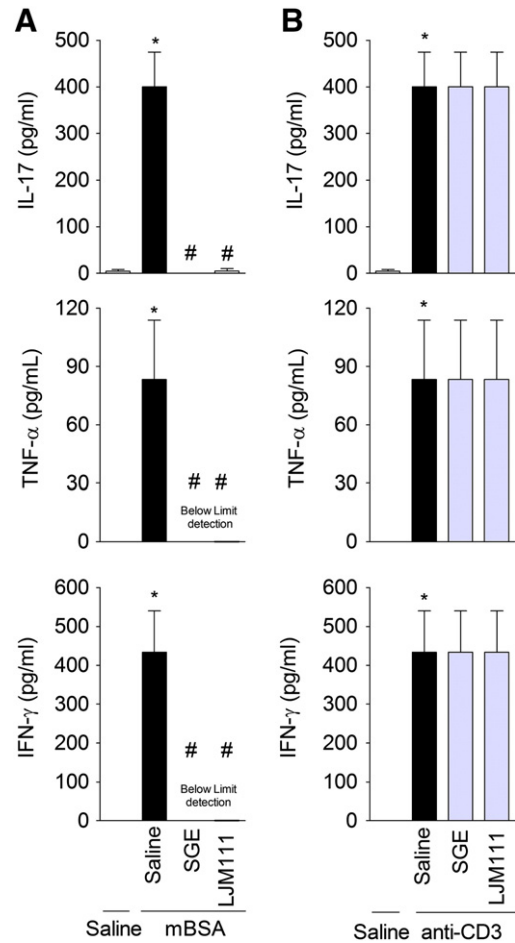 A
B
500
400
300
200
100
0
IL-17 (pg/ml)
*
#
#
500
400
300
200
100
0
IL-17 (pg/ml)
*
120
90
60
30
0
TNF-α (pg/mL)
*
#
#
Below Limit
detection
120
90
60
30
0
TNF-α (pg/mL)
*
600
500
400
300
200
100
0
IFN-γ (pg/ml)
*
#
#
Below Limit
detection
600
500
400
300
200
100
0
IFN-γ (pg/ml)
*
Saline
SGE
LJM111
Saline
mBSA
Saline
SGE
LJM111
Saline
anti-CD3